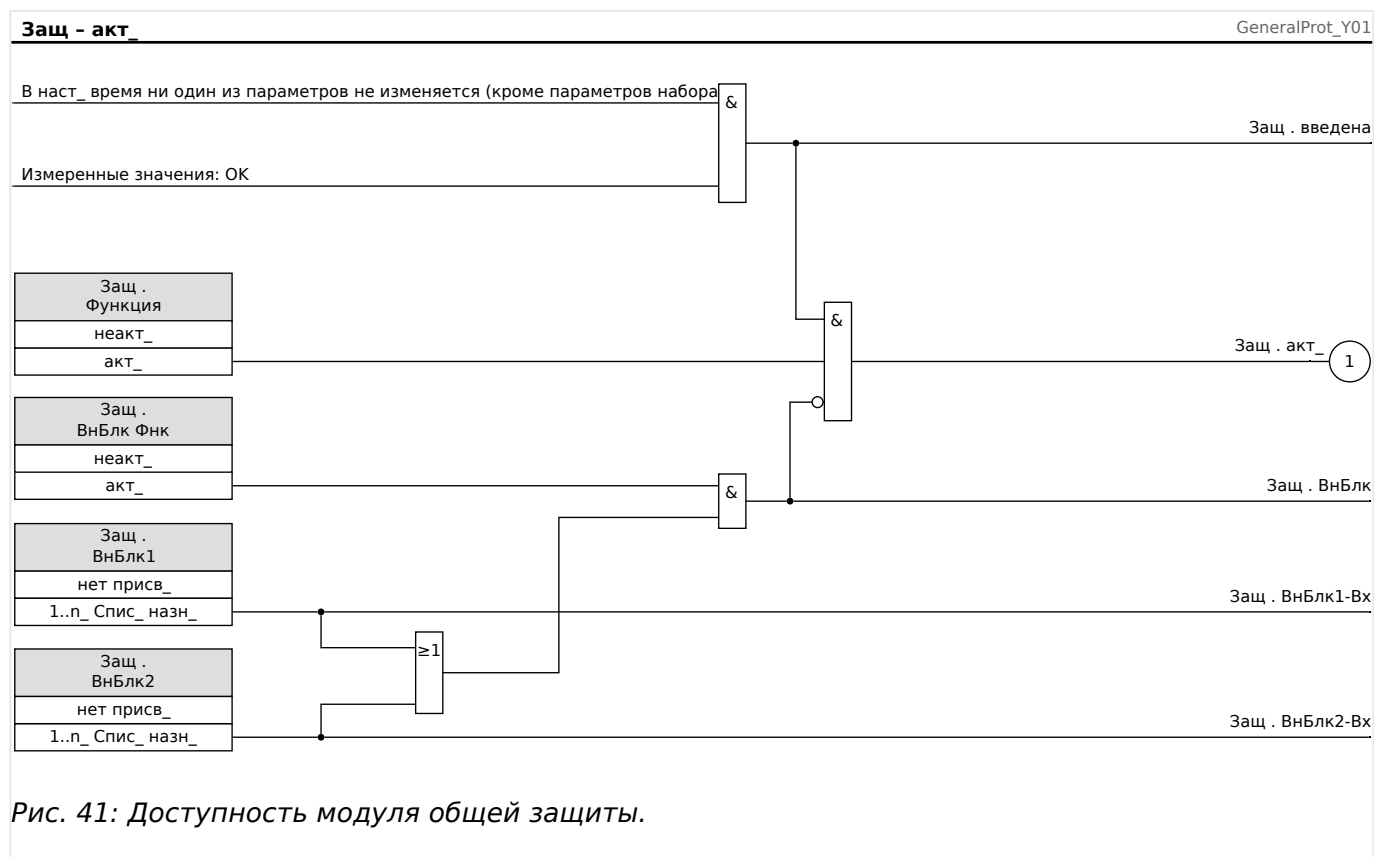 Защ – акт_
GeneralProt_Y01
В наст_ время ни один из параметров не изменяется (кроме параметров набора
&
Защ . введена
Измеренные значения: OK
Защ .
Функция
неакт_
акт_
&
Защ . акт_
1
Защ .
ВнБлк Фнк
неакт_
акт_
&
Защ . ВнБлк
Защ .
ВнБлк1
нет присв_
1..n_ Спис_ назн_
Защ . ВнБлк1-Вх
≥1
Защ .
ВнБлк2
нет присв_
1..n_ Спис_ назн_
Защ . ВнБлк2-Вх
Рис. 41: Доступность модуля общей защиты.